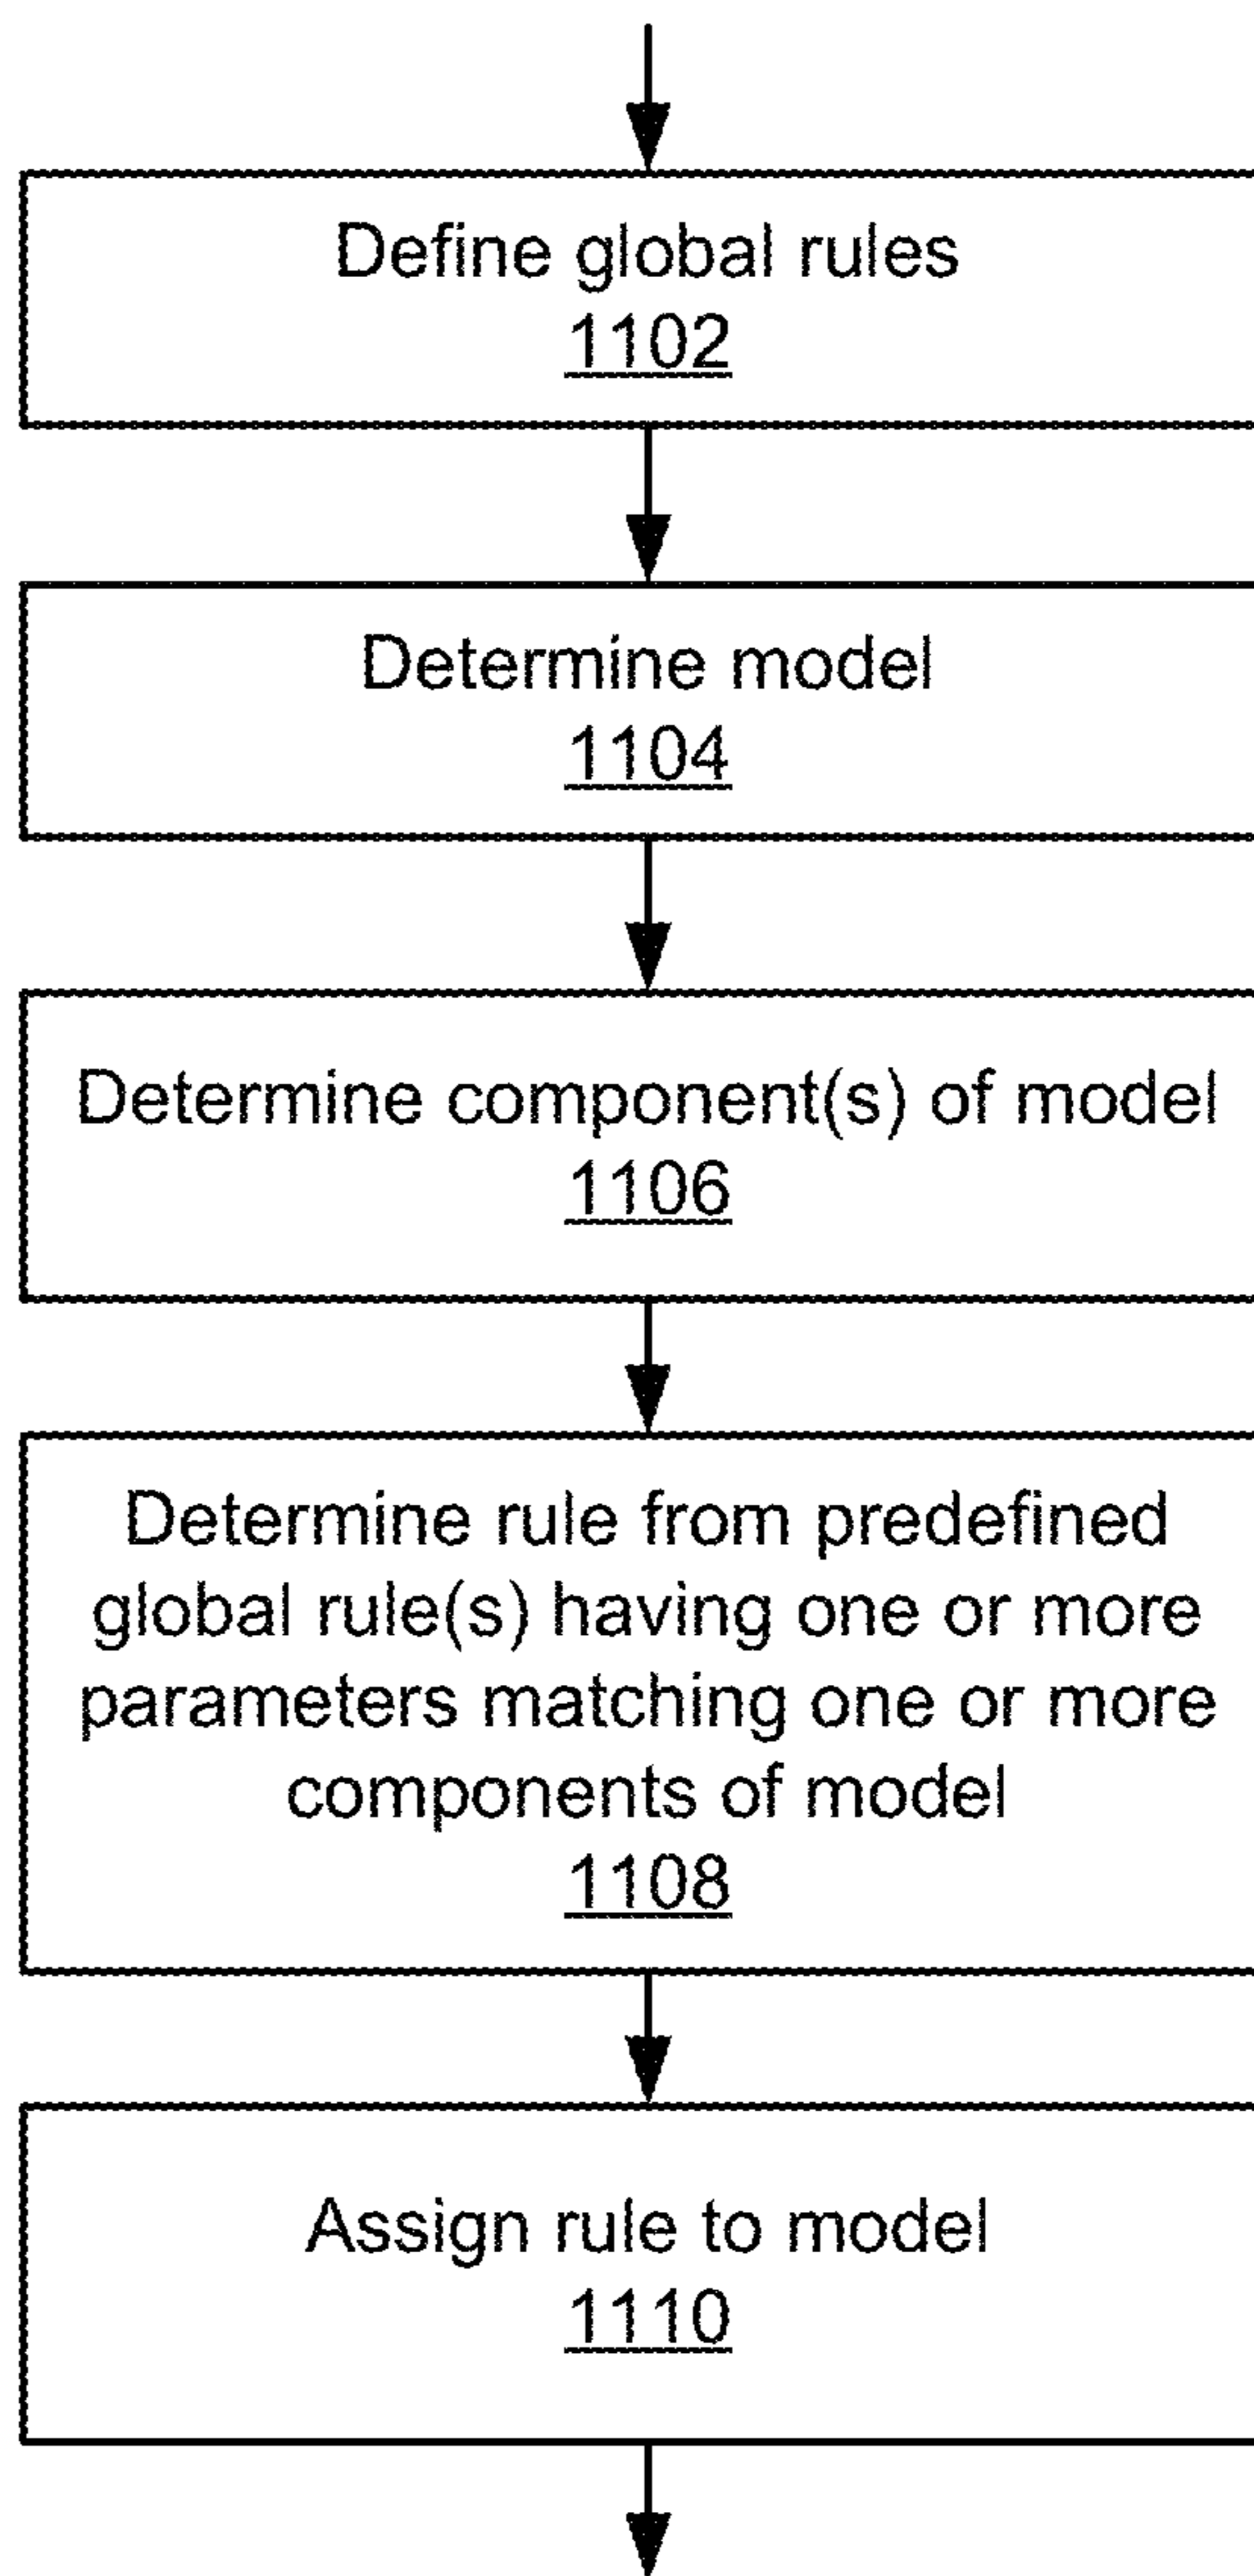 Define global rules
1102
Determine model
1104
Determine component(s) of model
1106
Determine rule from predefined
global rule(s) having one or more
parameters matching one or more
components of model
1108
Assign rule to model
1110